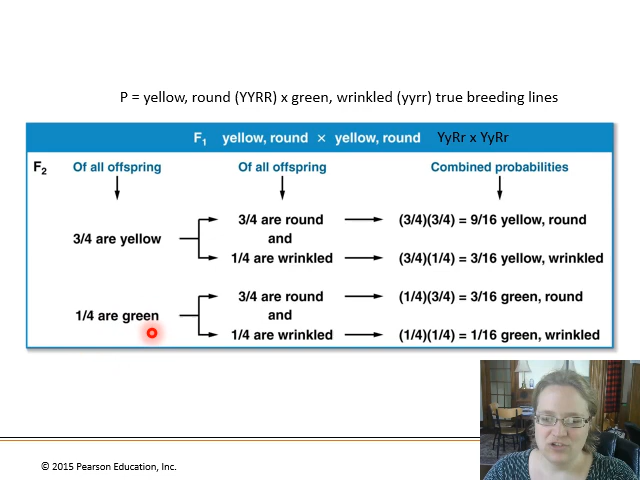 P = yellow, round (YYRR) x green, wrinkled (yyrr) true breeding lines
F1 yellow, round × yellow, round YyRr x YyRr
F2 Of all offspring Of all offspring Combined probabilities
3/4 are yellow
3/4 are round
and
1/4 are wrinkled
(3/4)(3/4) = 9/16 yellow, round
(3/4)(1/4) = 3/16 yellow, wrinkled
1/4 are green
3/4 are round
and
1/4 are wrinkled
(1/4)(3/4) = 3/16 green, round
(1/4)(1/4) = 1/16 green, wrinkled
© 2015 Pearson Education, Inc.